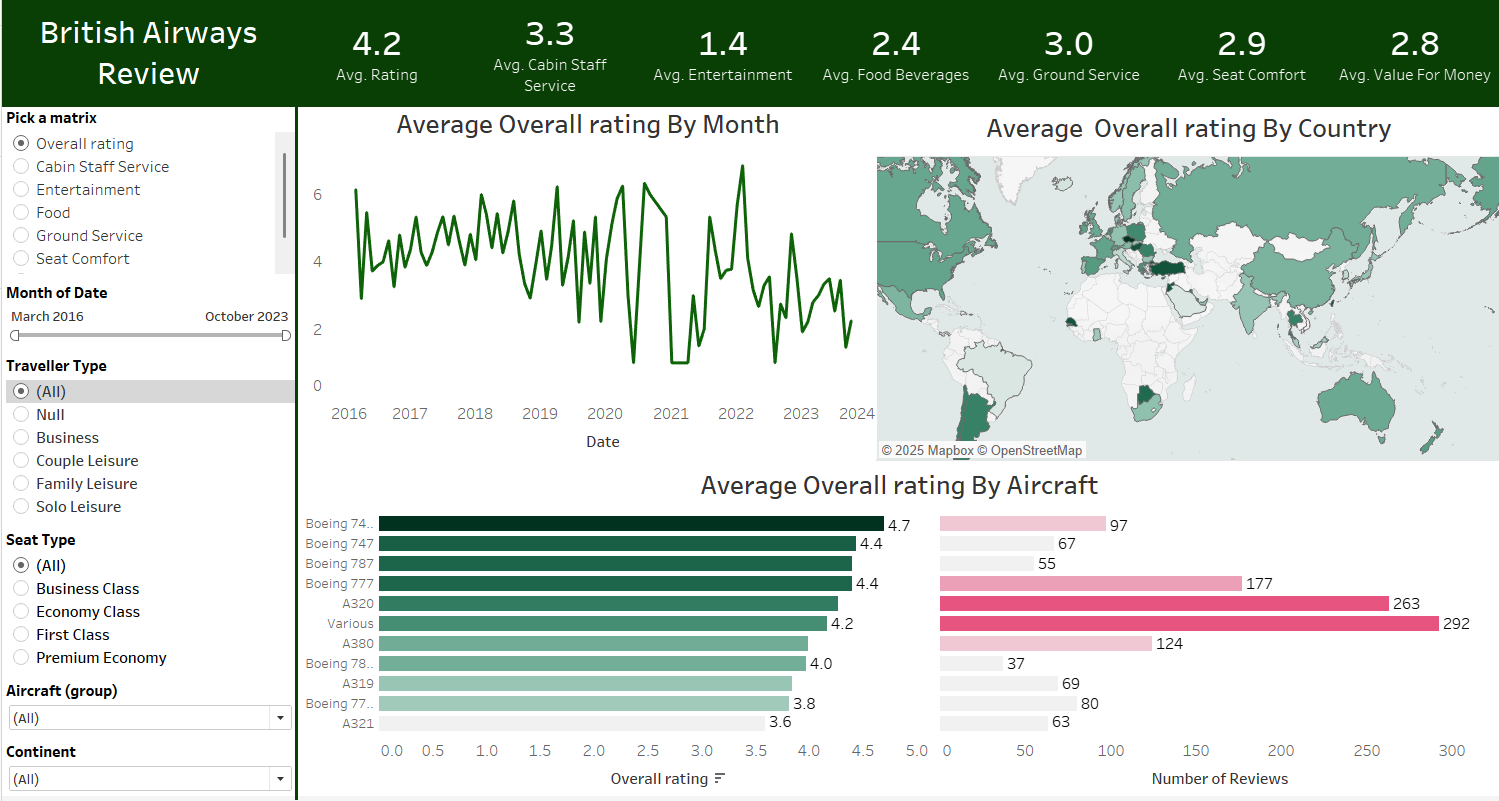 British Airways
Review
4.2
Avg. Rating
3.3
Avg. Cabin Staff
Service
1.4
Avg. Entertainment
2.4
Avg. Food Beverages
3.0
Avg. Ground Service
2.9
Avg. Seat Comfort
2.8
Avg. Value For Money
Pick a matrix
Overall rating
Cabin Staff Service
Entertainment
Food
Ground Service
Seat Comfort
Month of Date
March 2016 October 2023
Traveller Type
(All)
Null
Business
Couple Leisure
Family Leisure
Solo Leisure
Seat Type
(All)
Business Class
Economy Class
First Class
Premium Economy
Aircraft (group)
(All)
Continent
(All)
Average Overall rating By Month
6
4
2
0
2016 2017 2018 2019 2020 2021 2022 2023 2024
Date
Average Overall rating By Country
© 2025 Mapbox © OpenStreetMap
Average Overall rating By Aircraft
Boeing 74.. 4.7 97
Boeing 747 4.4 67
Boeing 787 55
Boeing 777 4.4 177
A320 263
Various 4.2 292
A380 124
Boeing 78.. 4.0 37
A319 69
Boeing 77.. 3.8 80
A321 3.6 63
0.0 0.5 1.0 1.5 2.0 2.5 3.0 3.5 4.0 4.5 5.0 0 50 100 150 200 250 300
Overall rating Number of Reviews